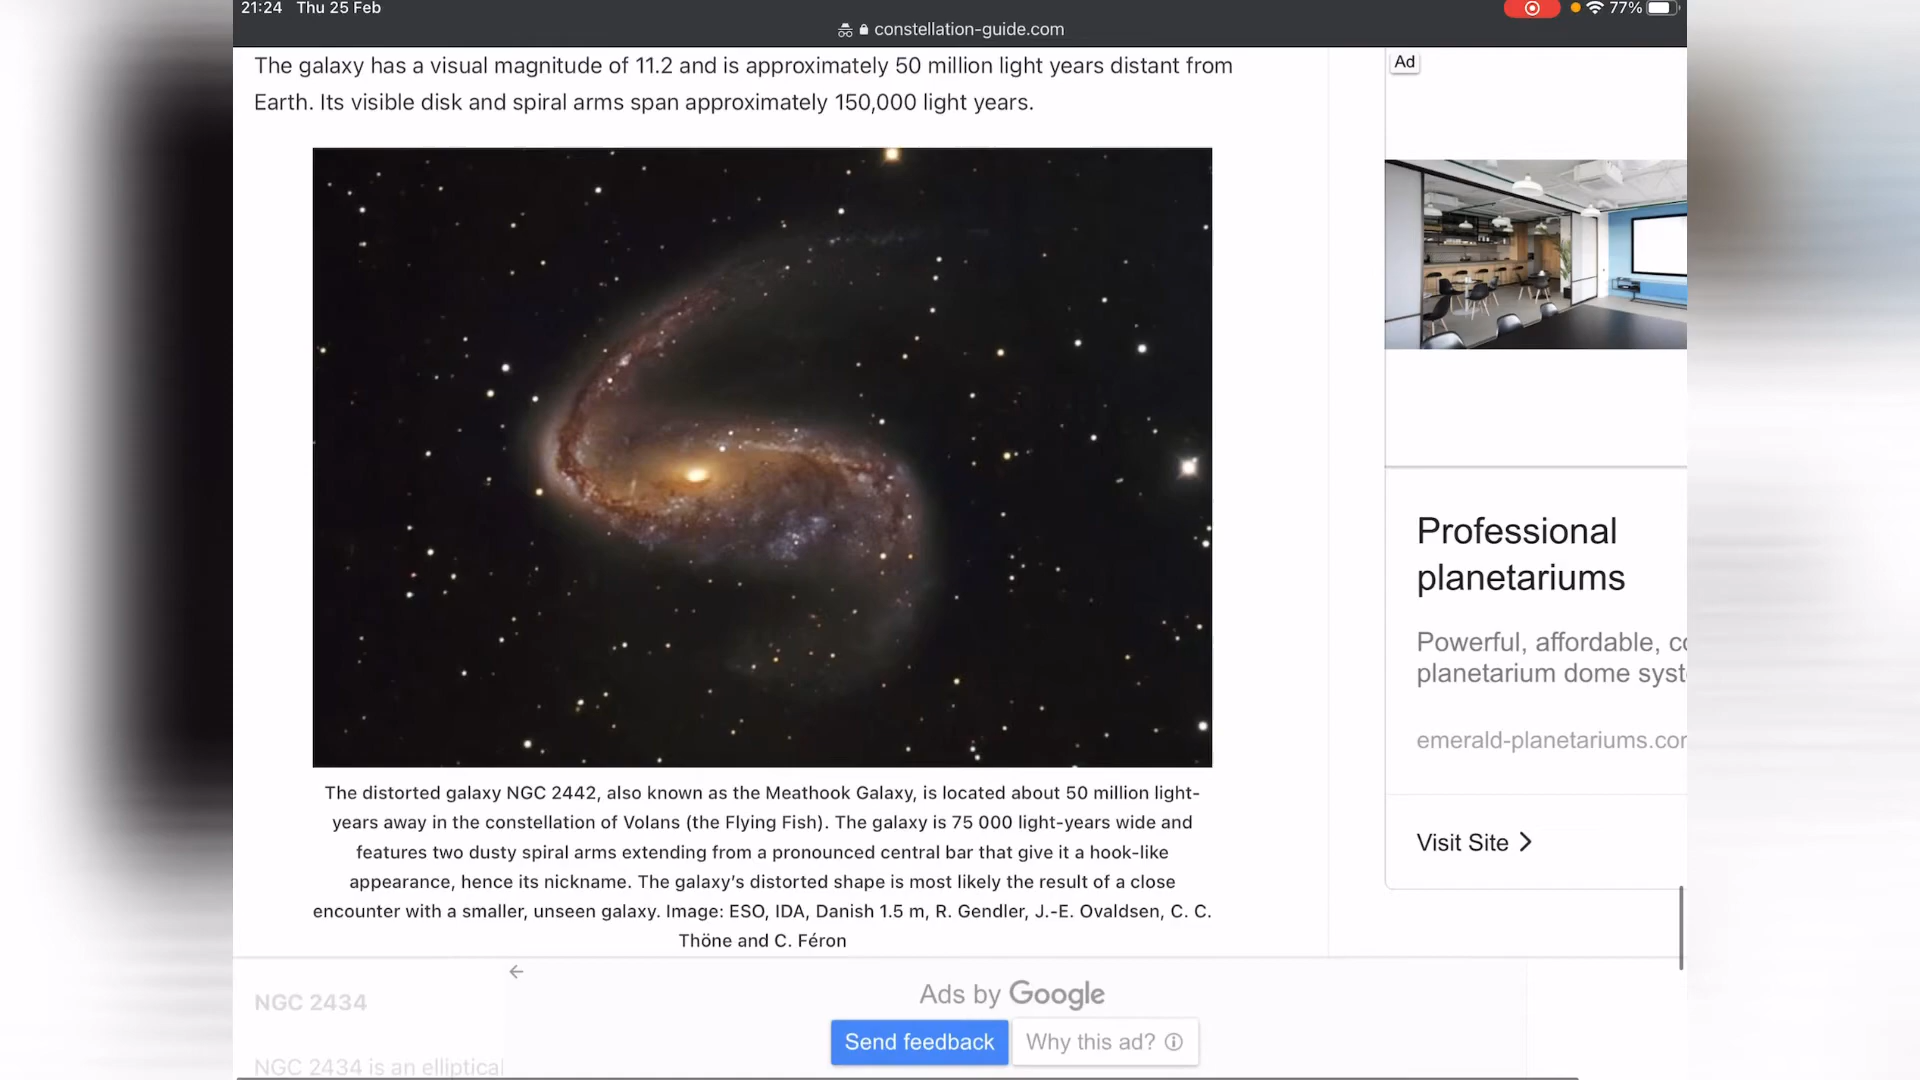 21:24 Thu 25 Feb
77%
constellation-guide.com
The galaxy has a visual magnitude of 11.2 and is approximately 50 million light years distant from
Earth. Its visible disk and spiral arms span approximately 150,000 light years.
Ad
Professional
planetariums
Powerful, affordable,
planetarium dome
emerald-planetariums.cor
Visit Site
The distorted galaxy NGC 2442, also known as the Meathook Galaxy, is located about 50 million light-
years away in the constellation of Volans (the Flying Fish). The galaxy is 75 000 light-years wide and
features two dusty spiral arms extending from a pronounced central bar that give it a hook-like
appearance, hence its nickname. The galaxy’s distorted shape is most likely the result of a close
encounter with a smaller, unseen galaxy. Image: ESO, IDA, Danish 1.5 m, R. Gendler, J.-E. Ovaldsen, C. C.
Thöne and C. Féron
NGC 2434
NGC 2434 is an elliptical
Ads by Google
Send feedback
Why this ad?